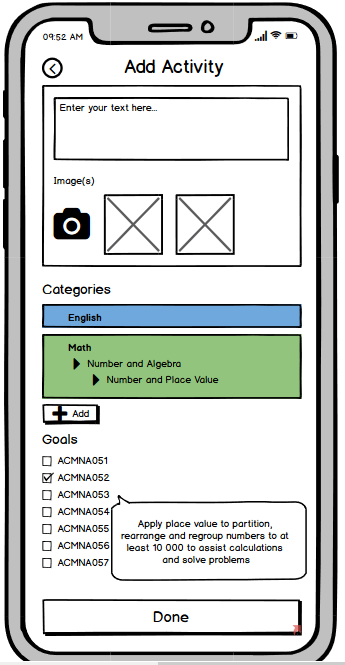 09:52 AM
Add Activity
Enter your text here...
Image(s)
Categories
English
Math
Number and Algebra
Number and Place Value
Add
Goals
ACMNA051
ACMNA052
ACMNA053
ACMNA054
ACMNA055
ACMNA056
ACMNA057
Apply place value to partition,
rearrange and regroup numbers to at
least 10 000 to assist calculations
and solve problems
Done